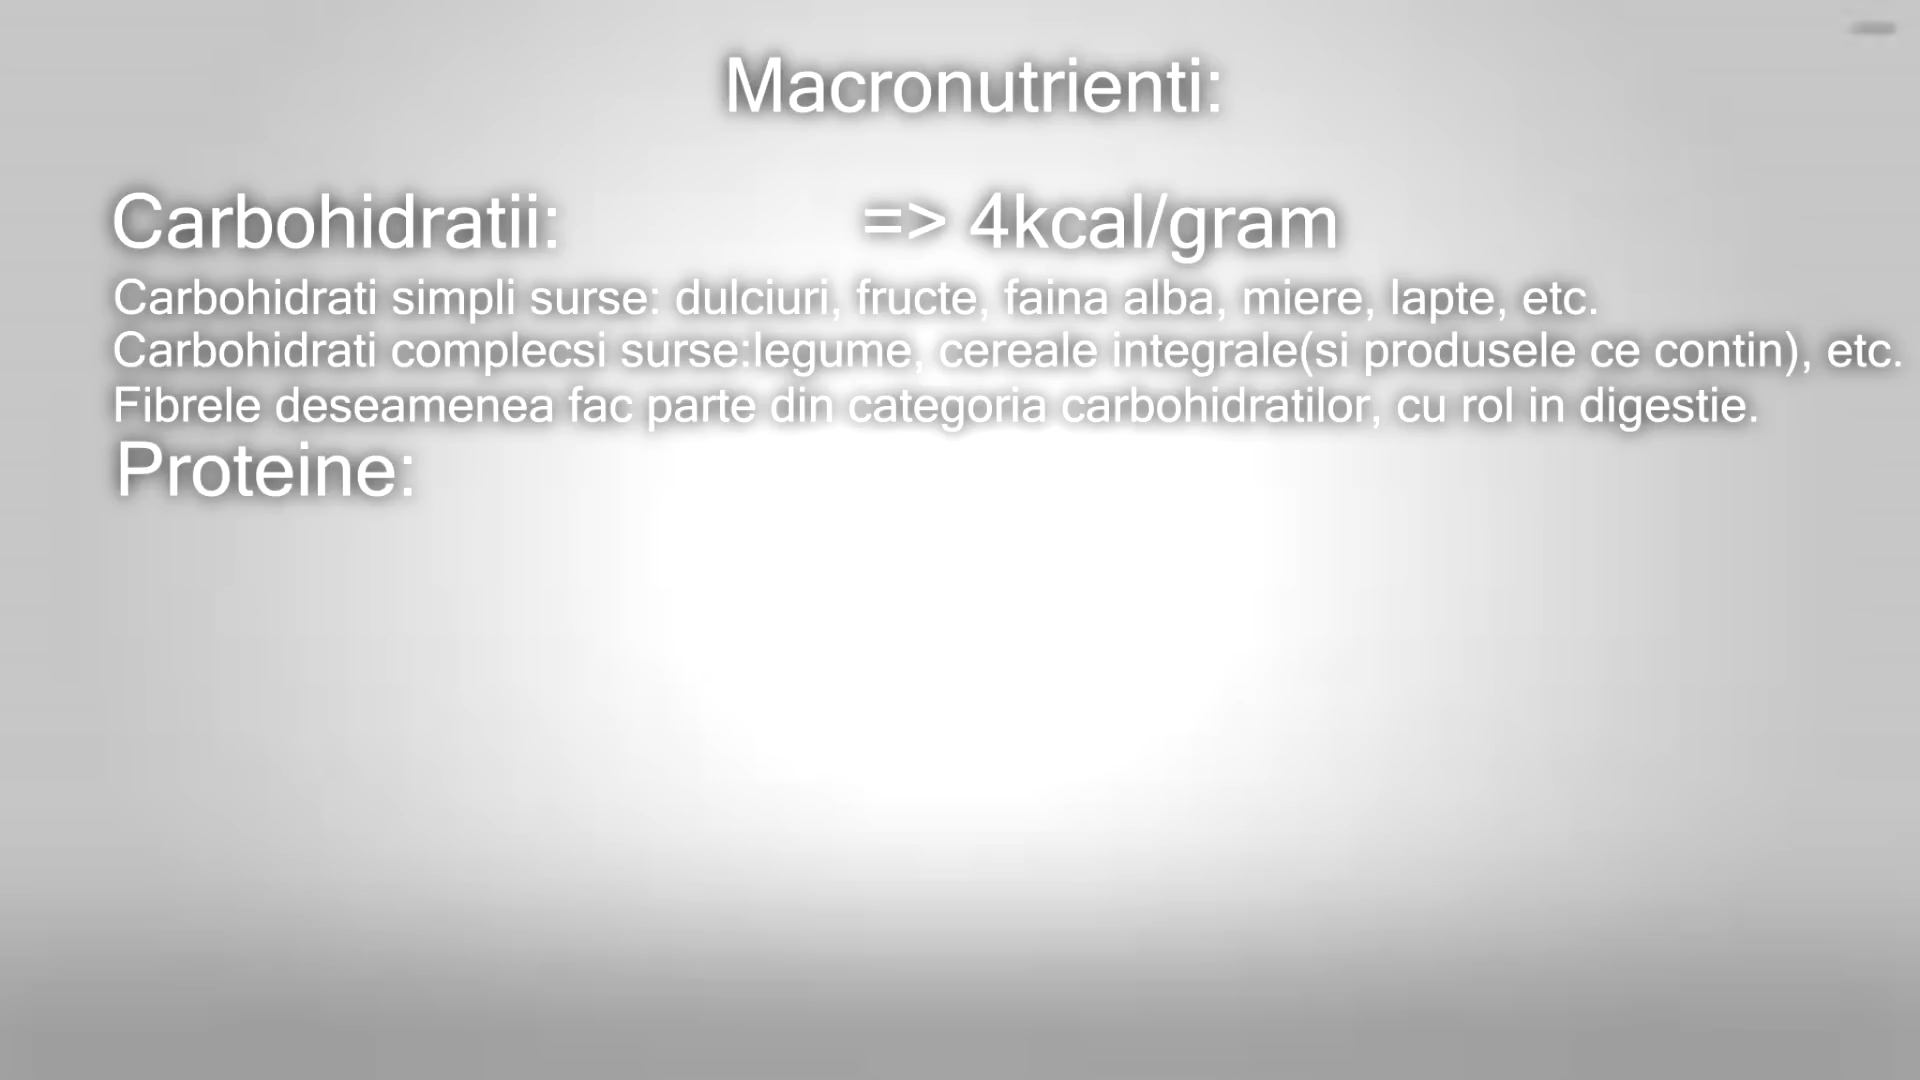 Macronutrienti:
Carbohidratii: => 4kcal/gram
Carbohidrati simpli surse: dulciuri, fructe, faina alba, miere, lapte, etc.
Carbohidrati complecsi surse:legume, cereale integrale(si produsele ce contin), etc.
Fibrele deseamenea fac parte din categoria carbohidratilor, cu rol in digestie.
Proteine: